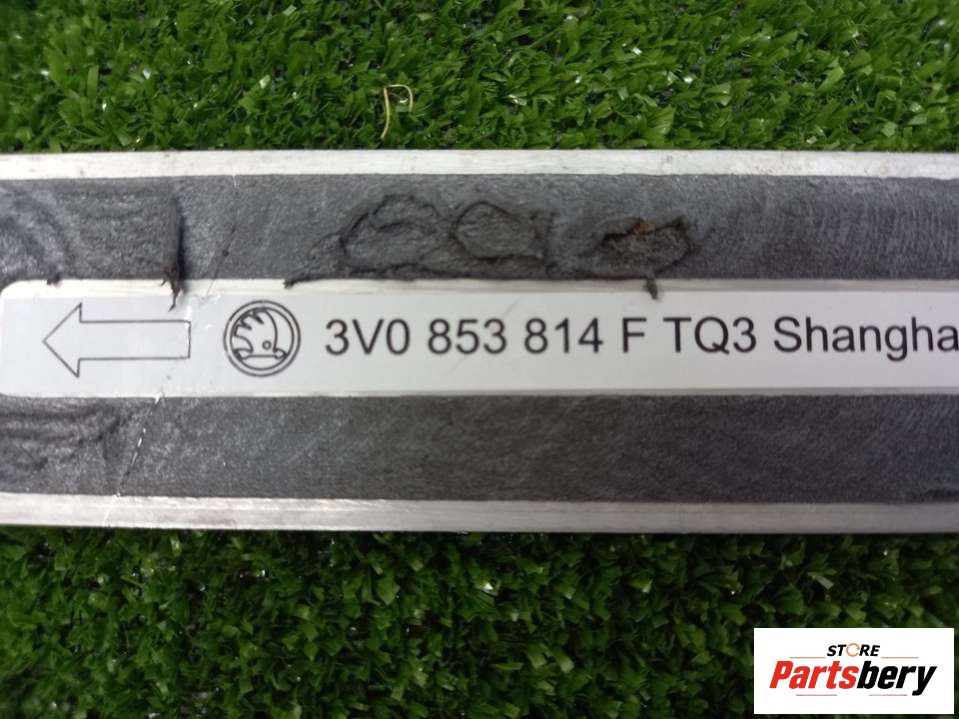 3V0 853 814 F TQ3 Shangha
STORE
Partsbery